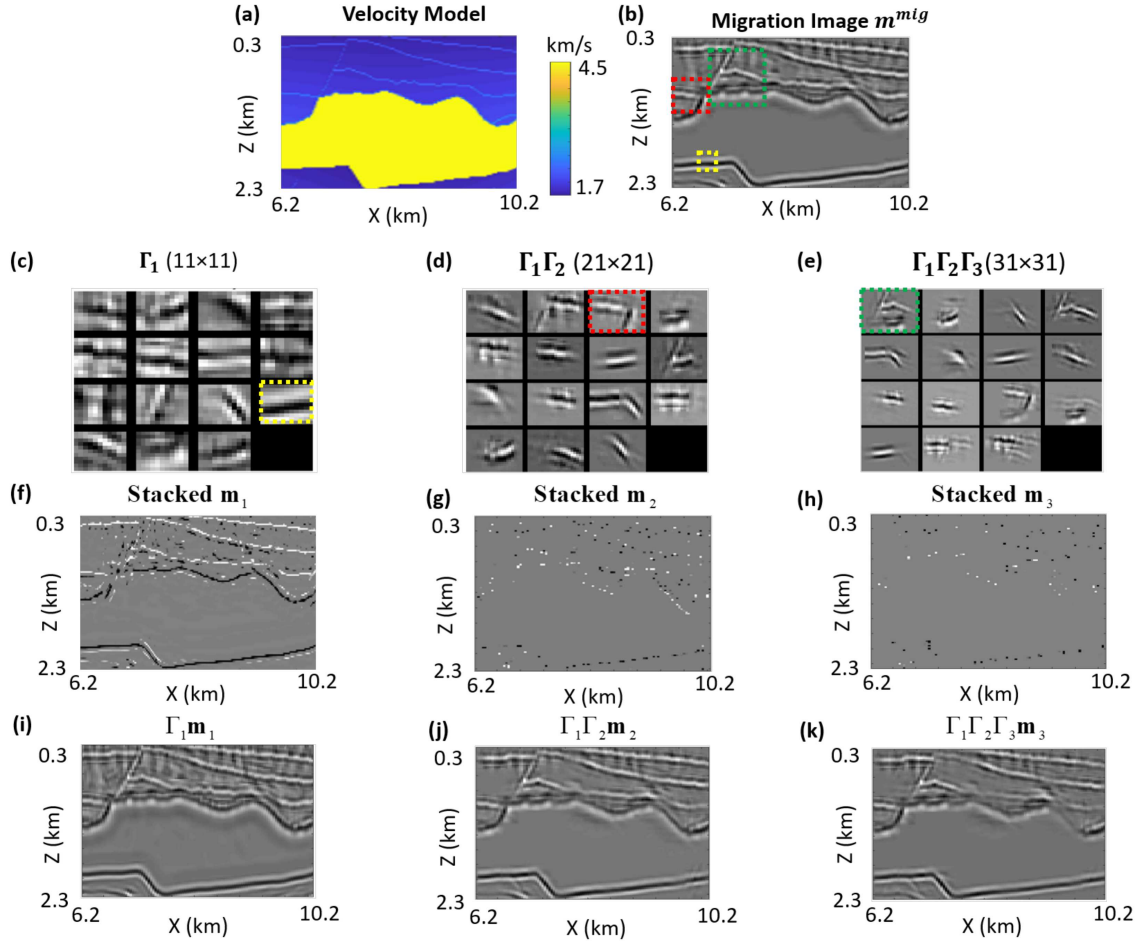 (a) Velocity Model
(b) Migration Image m^mig
km/s
0.3
4.5
Z (km)
2.3
1.7
6.2
10.2
X (km)
0.3
Z (km)
2.3
6.2
10.2
X (km)
(c) Γ₁ (11×11)
(d) Γ₁Γ₂ (21×21)
(e) Γ₁Γ₂Γ₃(31×31)
(f) Stacked m₁
0.3
Z (km)
2.3
6.2
10.2
X (km)
(g) Stacked m₂
0.3
Z (km)
2.3
6.2
10.2
X (km)
(h) Stacked m₃
0.3
Z (km)
2.3
6.2
10.2
X (km)
(i) Γ₁m₁
0.3
Z (km)
2.3
6.2
10.2
X (km)
(j) Γ₁Γ₂m₂
0.3
Z (km)
2.3
6.2
10.2
X (km)
(k) Γ₁Γ₂Γ₃m₃
0.3
Z (km)
2.3
6.2
10.2
X (km)